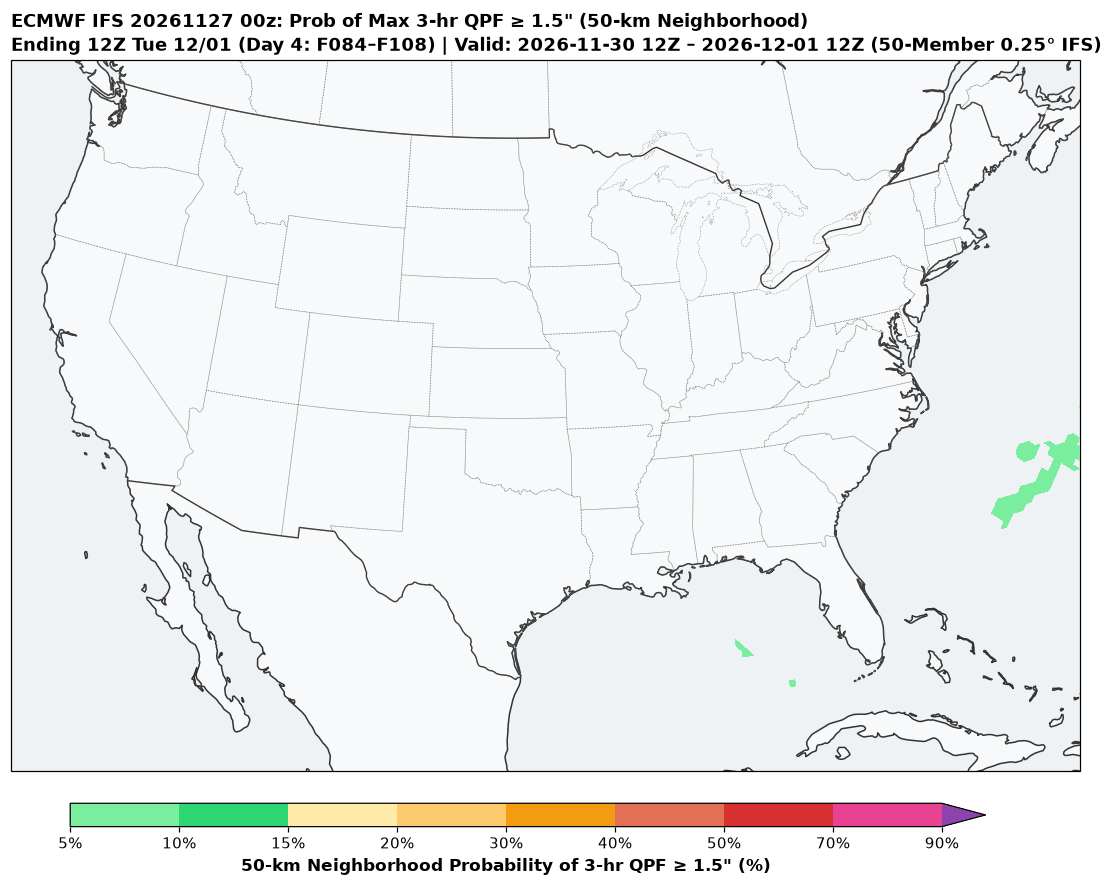 ECMWF IFS 20261127 00z: Prob of Max 3-hr QPF ≥ 1.5" (50-km Neighborhood)
Ending 12Z Tue 12/01 (Day 4: F084–F108) | Valid: 2026-11-30 12Z – 2026-12-01 12Z (50-Member 0.25° IFS)
5% 10% 15% 20% 30% 40% 50% 70% 90%
50-km Neighborhood Probability of 3-hr QPF ≥ 1.5" (%)